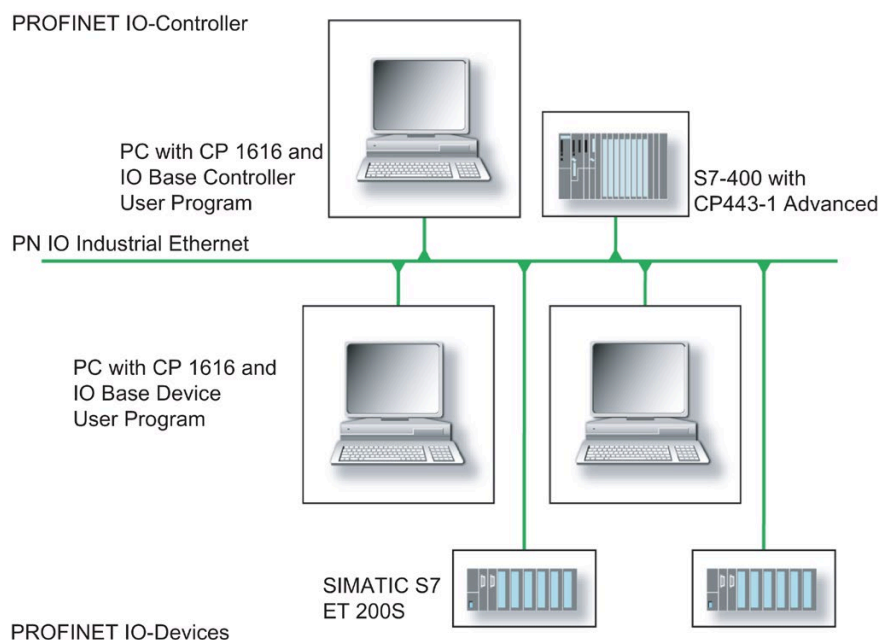 PROFINET IO-Controller
PC with CP 1616 and
IO Base Controller
User Program
S7-400 with
CP443-1 Advanced
PN IO Industrial Ethernet
PC with CP 1616 and
IO Base Device
User Program
SIMATIC S7
ET 200S
PROFINET IO-Devices